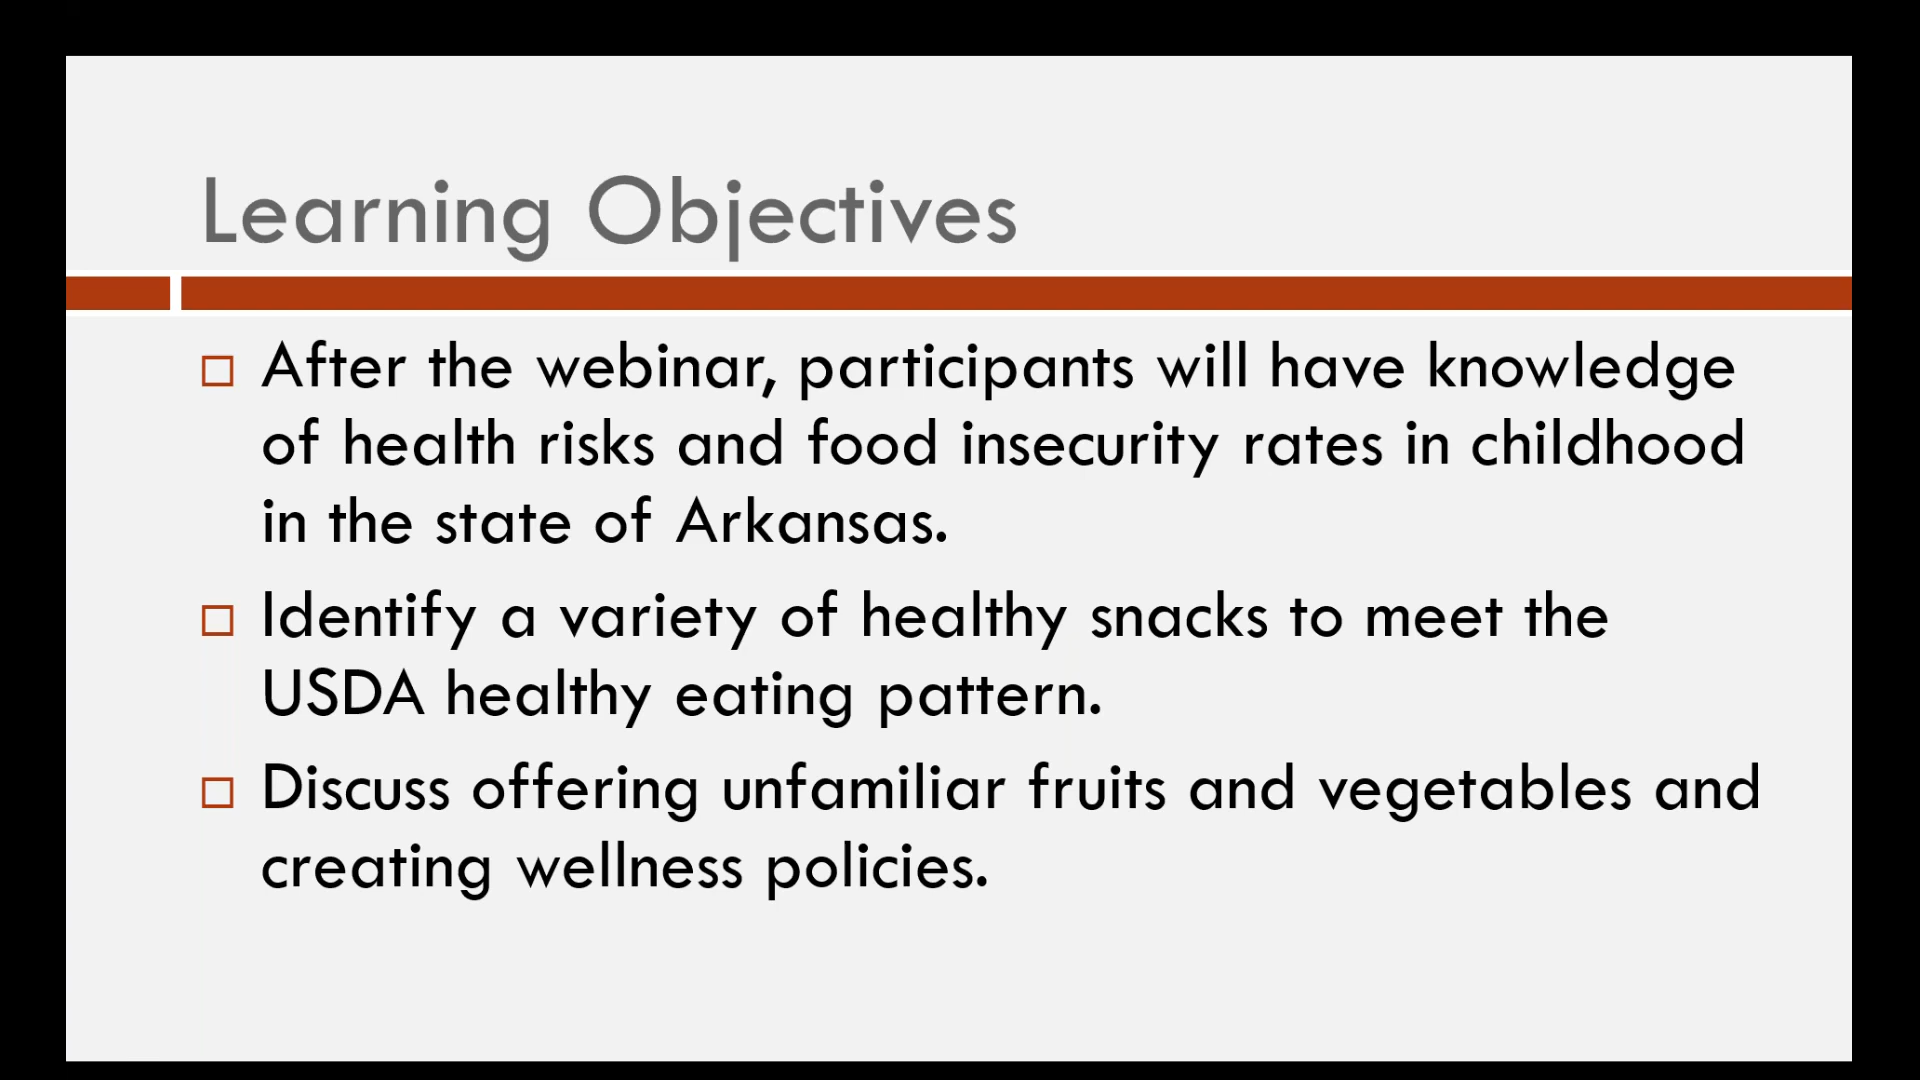 Learning Objectives
After the webinar, participants will have knowledge
of health risks and food insecurity rates in childhood
in the state of Arkansas.
Identify a variety of healthy snacks to meet the
USDA healthy eating pattern.
Discuss offering unfamiliar fruits and vegetables and
creating wellness policies.